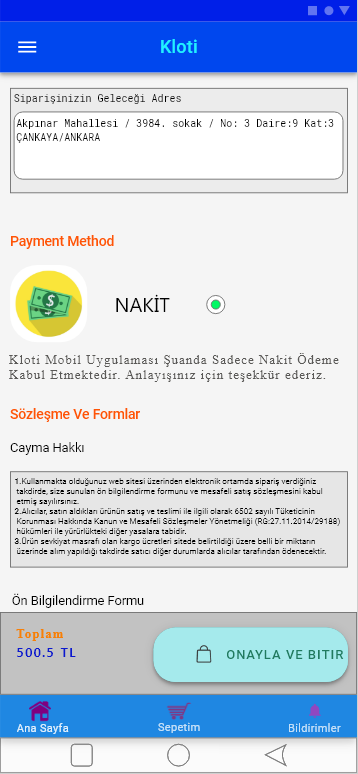 Kloti
Siparişinizin Geleceği Adres
Akpınar Mahallesi / 3984. sokak / No: 3 Daire:9 Kat:3
ÇANKAYA/ANKARA
Payment Method
NAKİT
Kloti Mobil Uygulaması Şuanda Sadece Nakit Ödeme
Kabul Etmektedir. Anlayışınız için teşekkür ederiz.
Sözleşme Ve Formlar
Cayma Hakkı
1.Kullanmakta olduğunuz web sitesi üzerinden elektronik ortamda sipariş verdiğiniz
takdirde, size sunulan ön bilgilendirme formunu ve mesafeli satış sözleşmesini kabul
etmiş sayılırsınız.
2.Alıcılar, satın aldıkları ürünün satış ve teslimi ile ilgili olarak 6502 sayılı Tüketicinin
Korunması Hakkında Kanun ve Mesafeli Sözleşmeler Yönetmeliği (RG:27.11.2014/29188)
hükümleri ile yürürlükteki diğer yasalara tabidir.
3.Ürün sevkiyat masrafı olan kargo ücretleri sitede belirtildiği üzere belli bir miktarın
üzerinde alım yapıldığı takdirde satıcı diğer durumlarda alıcılar tarafından ödenecektir.
Ön Bilgilendirme Formu
Toplam
500.5 TL
ONAYLA VE BITIR
Ana Sayfa
Sepetim
Bildirimler